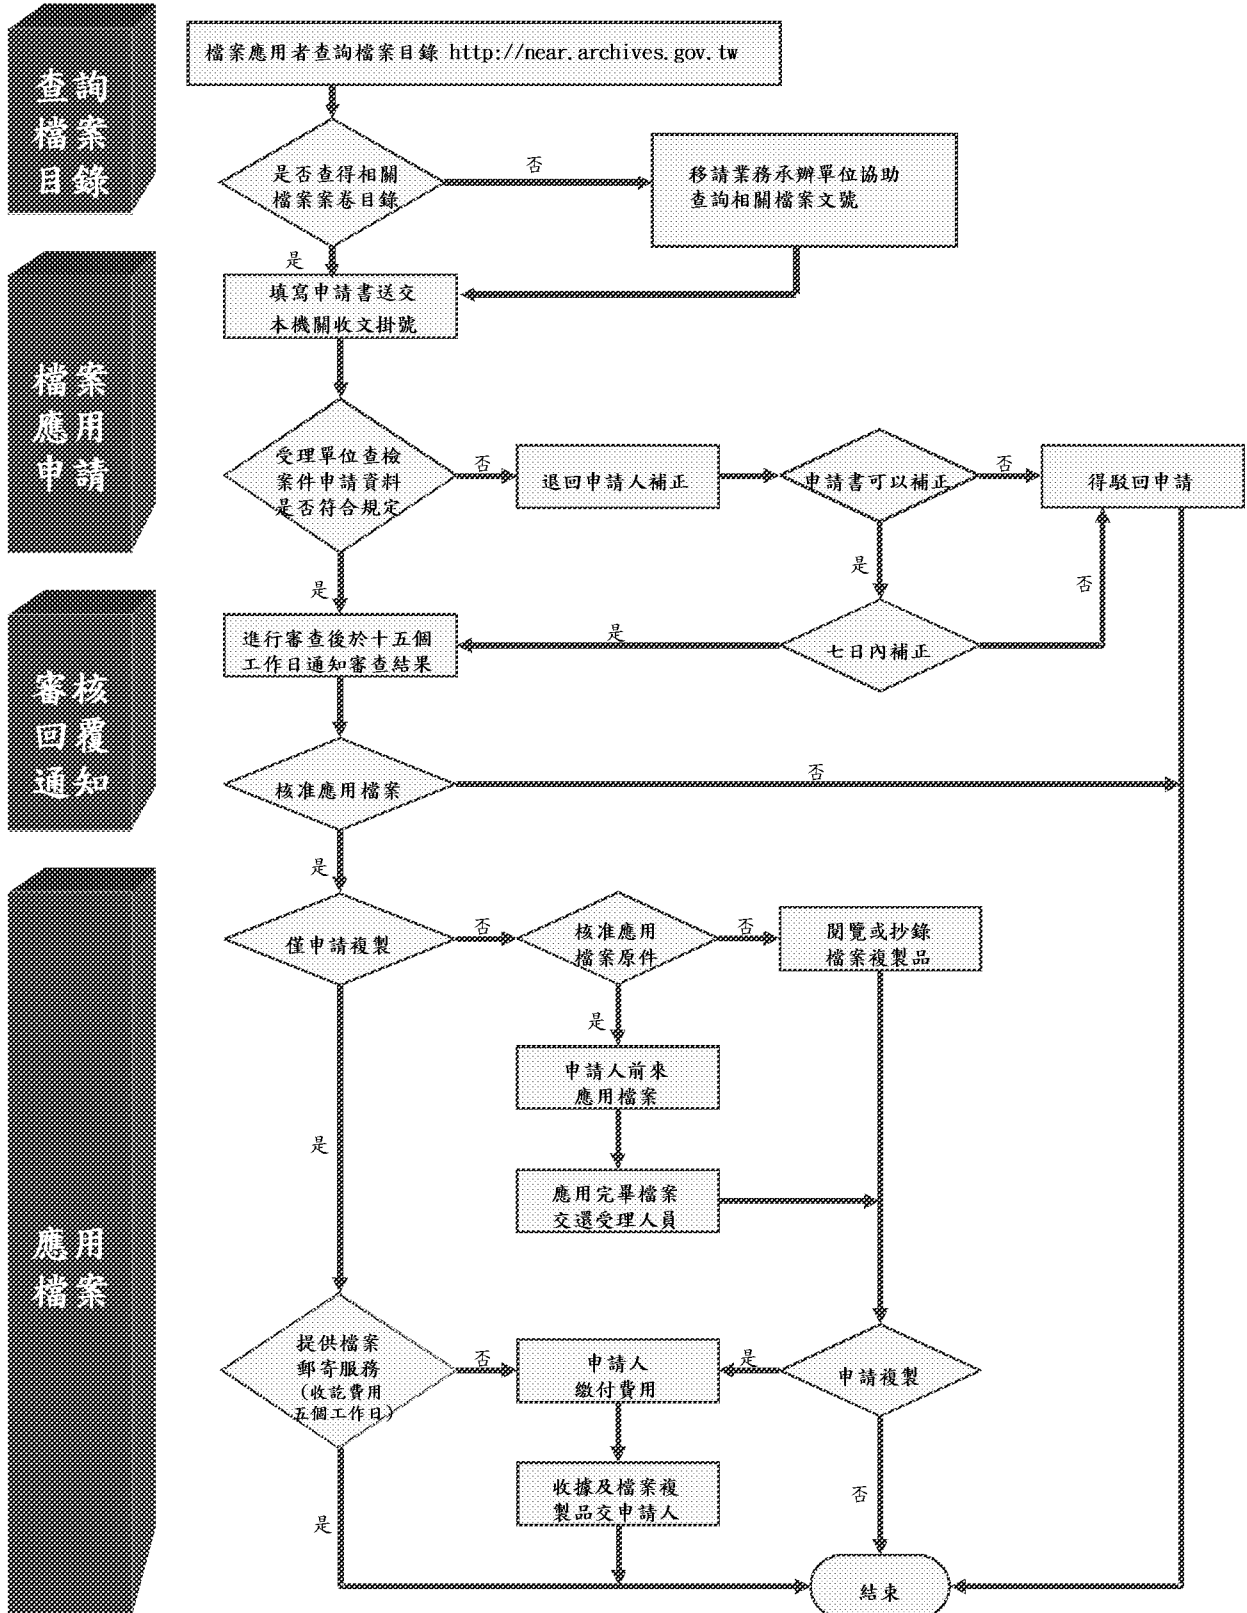 查詢
檔案
目錄
檔案應用者查詢檔案目錄 http://near.archives.gov.tw
是否查得相關
檔案案卷目錄
否
移請業務承辦單位協助
查詢相關檔案文號
是
檔案
應用
申請
填寫申請書送交
本機關收文掛號
受理單位查檢
案件申請資料
是否符合規定
否
退回申請人補正
申請書可以補正
否
得駁回申請
是
是
否
審核
回覆
通知
進行審查後於十五個
工作日通知審查結果
是
七日內補正
核准應用檔案
否
是
應用
檔案
僅申請複製
否
核准應用
檔案原件
否
閱覽或抄錄
檔案複製品
是
申請人前來
應用檔案
是
應用完畢檔案
交還受理人員
提供檔案
郵寄服務
(收訖費用
五個工作日)
否
申請人
繳付費用
是
申請複製
收據及檔案複
製品交申請人
否
是
結束